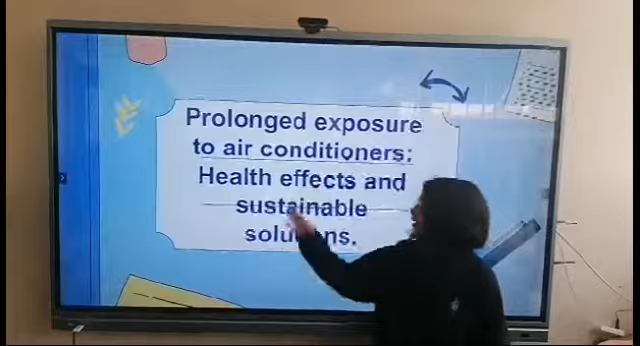 Prolonged exposure
to air conditioners:
Health effects and
sustainable
solutions.